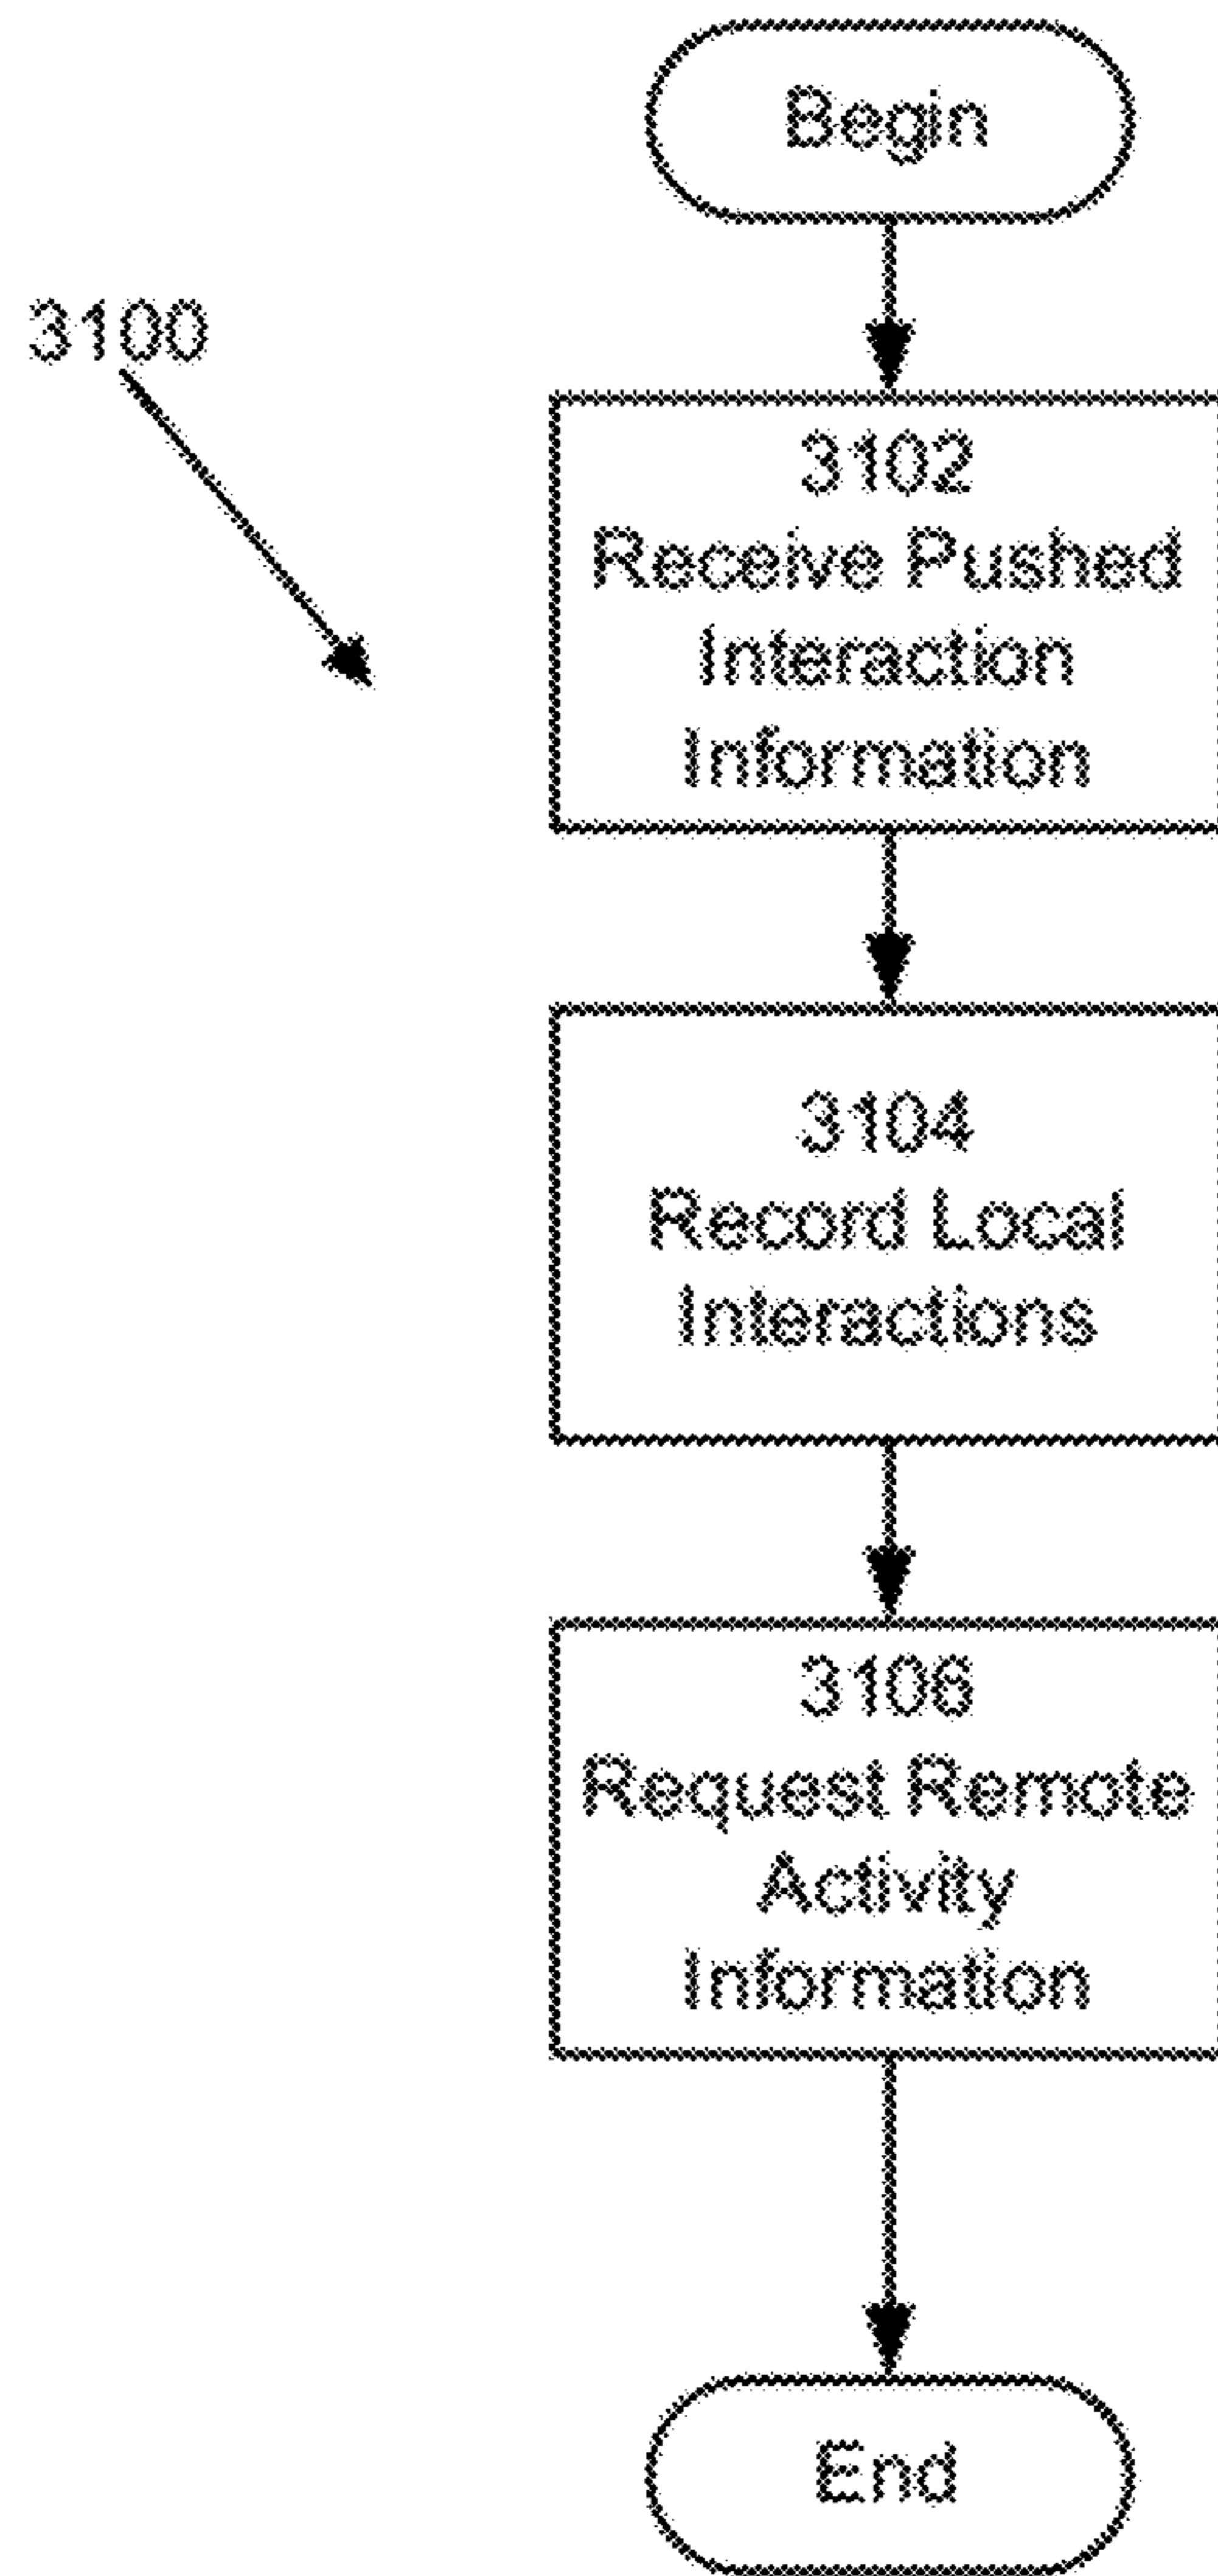 Begin
3100
3102
Receive Pushed
Interaction
Information
3104
Record Local
Interactions
3106
Request Remote
Activity
Information
End